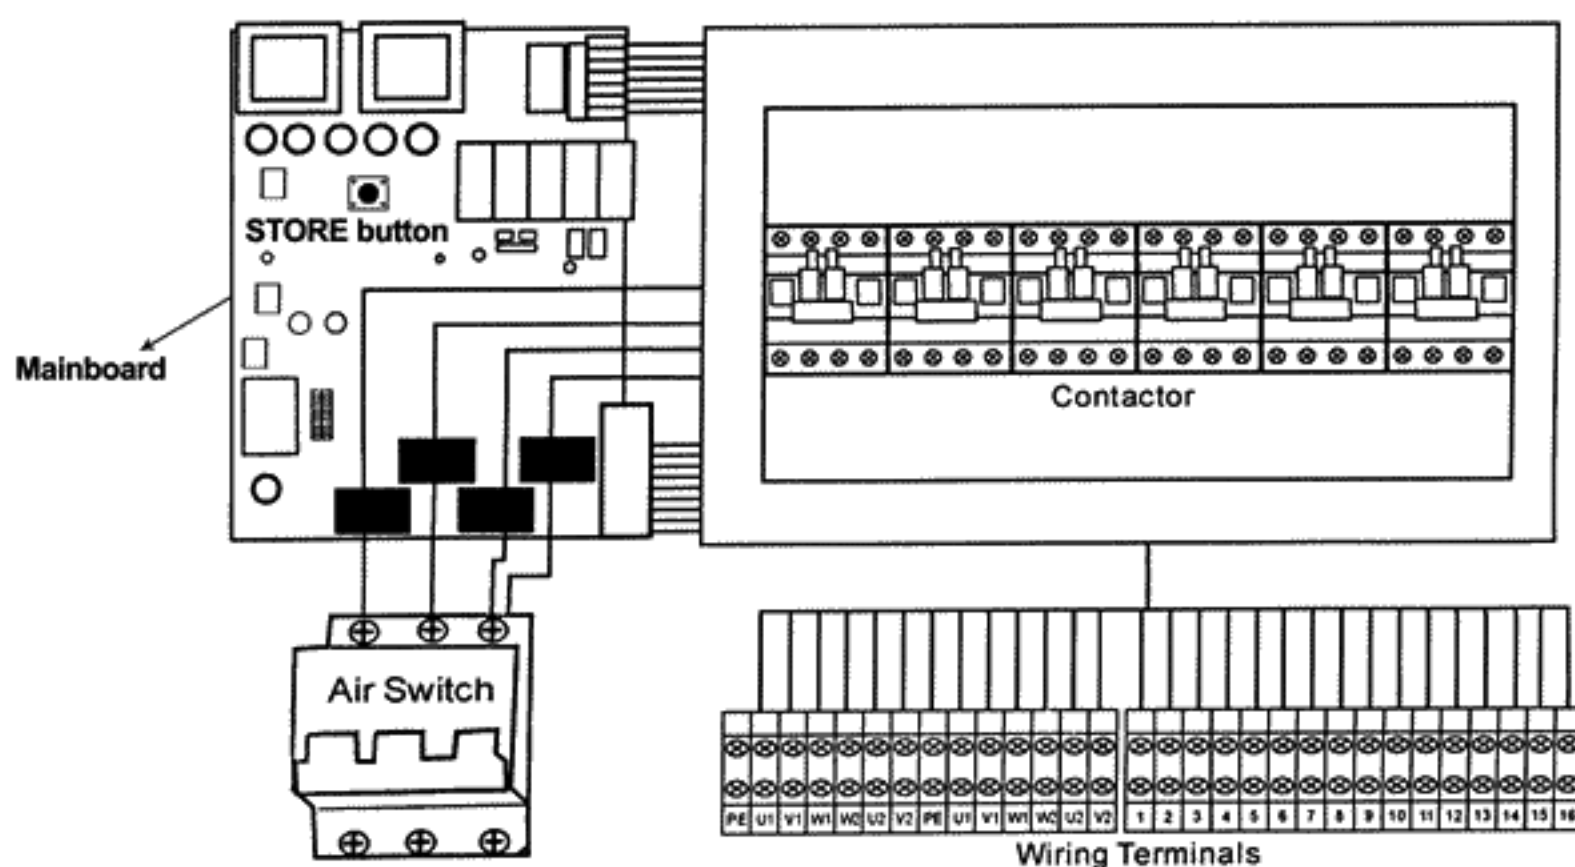 STORE button
Mainboard
Contactor
Air Switch
PE U1 V1 W1 W2 U2 V2 PE U1 V1 W1 W2 U2 V2 1 2 3 4 5 6 7 8 9 10 11 12 13 14 15 16
Wiring Terminals